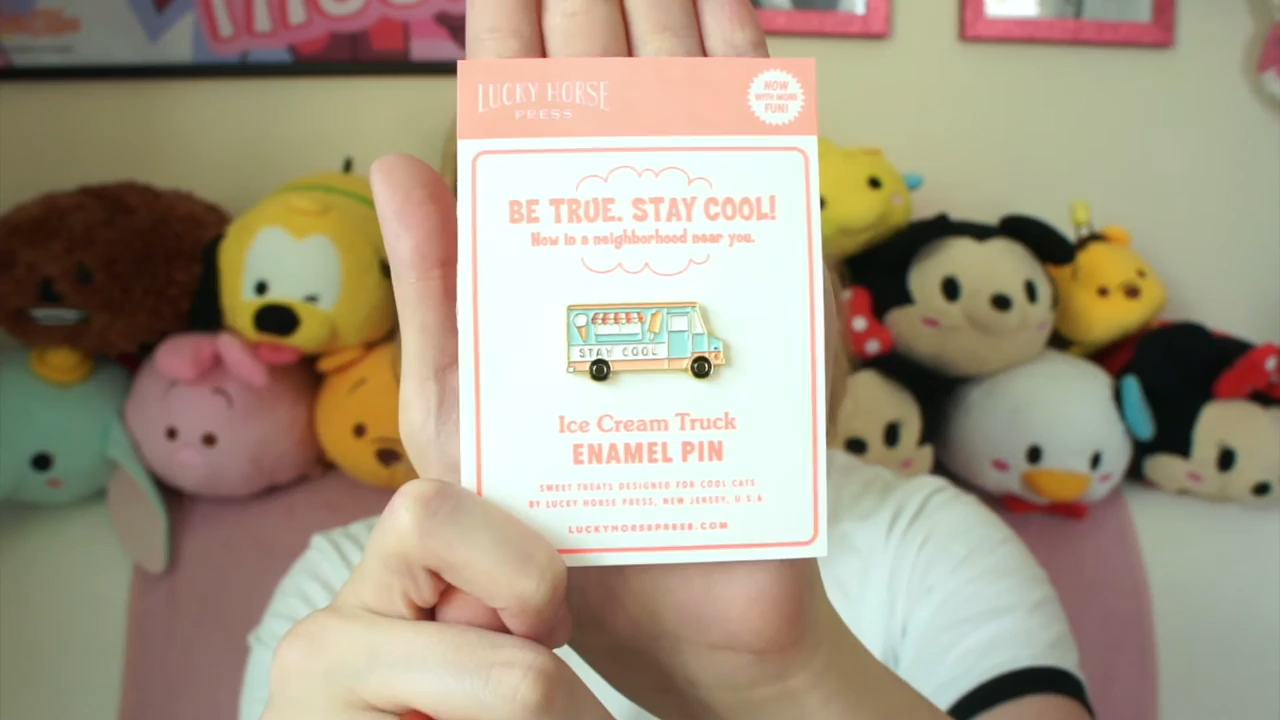 LUCKY HORSE
PRESS
NOW
WITH MORE
FUN!
BE TRUE. STAY COOL!
Now in a neighborhood near you.
STAY COOL
Ice Cream Truck
ENAMEL PIN
SWEET TREATS DESIGNED FOR COOL CATS
BY LUCKY HORSE PRESS, NEW JERSEY, U.S.A
LUCKYHORSEPRESS.COM